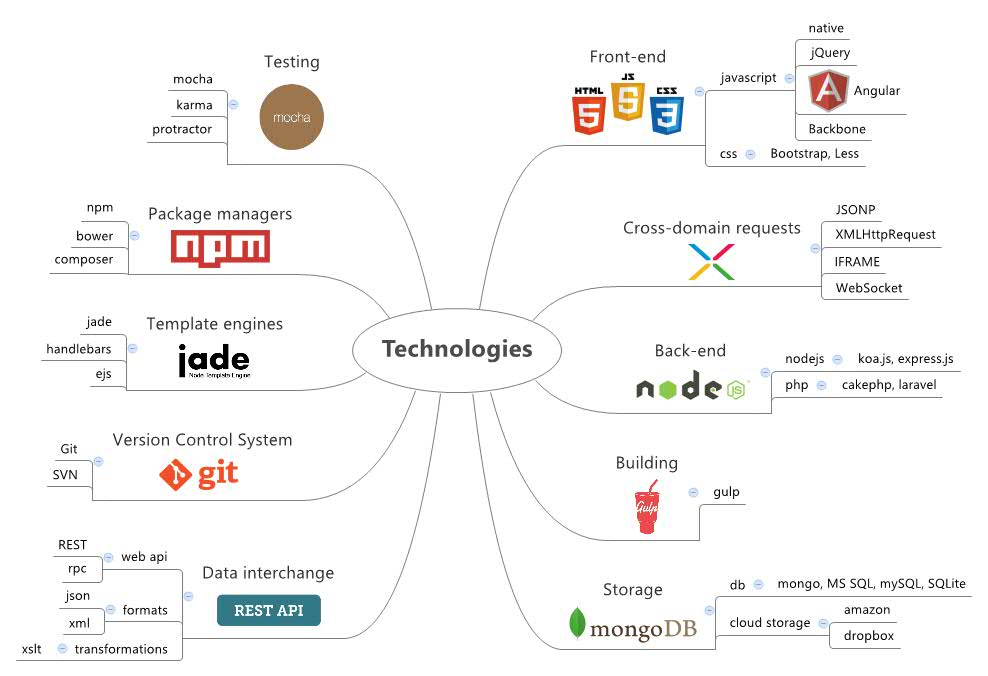 Technologies
Testing
mocha
mocha
karma
protractor
Package managers
npm
npm
bower
composer
Template engines
jade
Node Template Engine
jade
handlebars
ejs
Version Control System
git
Git
SVN
Data interchange
REST API
web api
REST
rpc
formats
json
xml
transformations
xslt
Front-end
HTML
5
JS
5
CSS
3
javascript
native
jQuery
A
Angular
Backbone
css
Bootstrap, Less
Cross-domain requests
JSONP
XMLHttpRequest
IFRAME
WebSocket
Back-end
node
JS
nodejs
koa.js, express.js
php
cakephp, laravel
Building
Gulp
gulp
Storage
mongoDB
db
mongo, MS SQL, mySQL, SQLite
cloud storage
amazon
dropbox